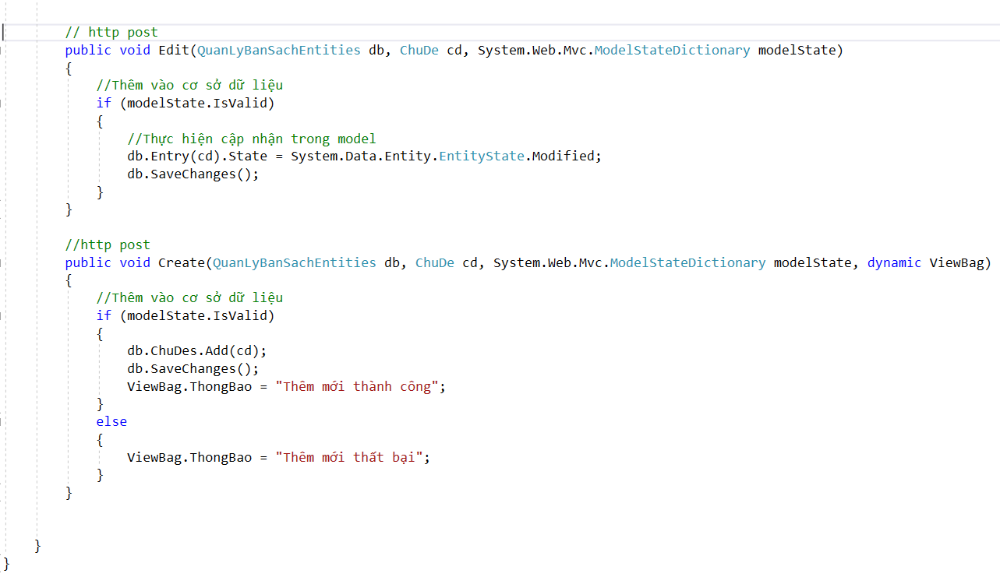 // http post
public void Edit(QuanLyBanSachEntities db, ChuDe cd, System.Web.Mvc.ModelStateDictionary modelState)
{
//Thêm vào cơ sở dữ liệu
if (modelState.IsValid)
{
//Thực hiện cập nhận trong model
db.Entry(cd).State = System.Data.Entity.EntityState.Modified;
db.SaveChanges();
}
}
//http post
public void Create(QuanLyBanSachEntities db, ChuDe cd, System.Web.Mvc.ModelStateDictionary modelState, dynamic ViewBag)
{
//Thêm vào cơ sở dữ liệu
if (modelState.IsValid)
{
db.ChuDes.Add(cd);
db.SaveChanges();
ViewBag.ThongBao = "Thêm mới thành công";
}
else
{
ViewBag.ThongBao = "Thêm mới thất bại";
}
}
}
}